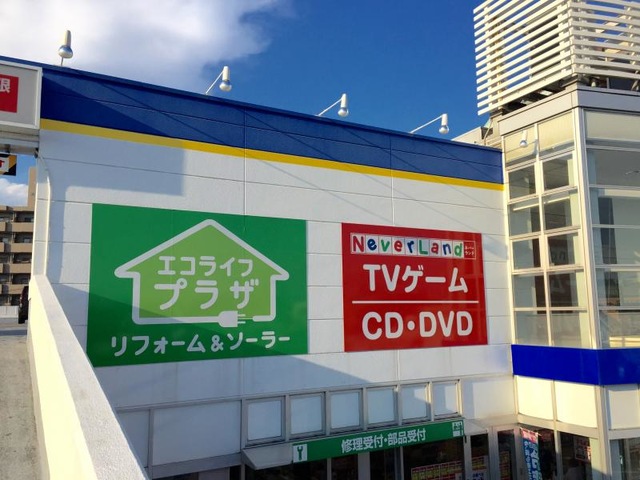 限
エコライフ
プラザ
リフォーム&ソーラー
NeverLand
TVゲーム
CD・DVD
修理受付・部品受付